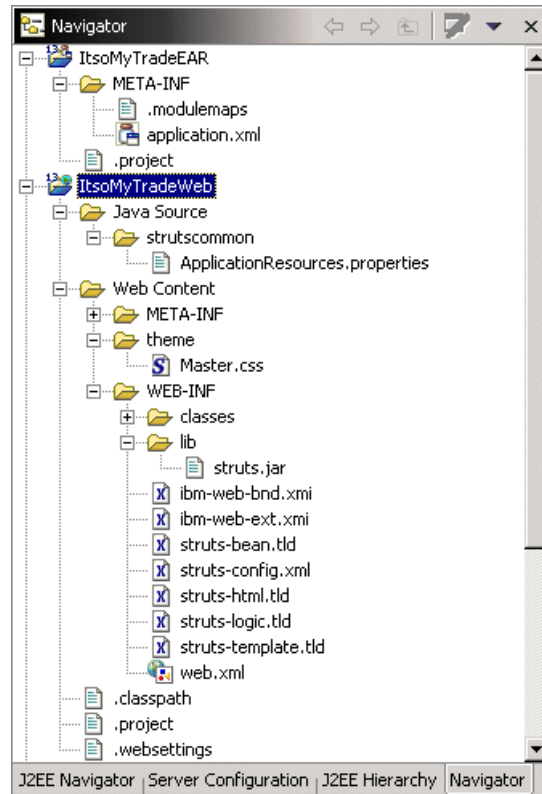 Navigator
ItsoMyTradeEAR
META-INF
.modulemaps
application.xml
.project
ItsoMyTradeWeb
Java Source
strutscommon
ApplicationResources.properties
Web Content
META-INF
theme
Master.css
WEB-INF
classes
lib
struts.jar
ibm-web-bnd.xmi
ibm-web-ext.xmi
struts-bean.tld
struts-config.xml
struts-html.tld
struts-logic.tld
struts-template.tld
web.xml
.classpath
.project
.websettings
J2EE Navigator Server Configuration J2EE Hierarchy Navigator